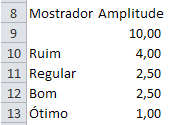 8 Mostrador Amplitude
9 10,00
10 Ruim 4,00
11 Regular 2,50
12 Bom 2,50
13 Ótimo 1,00